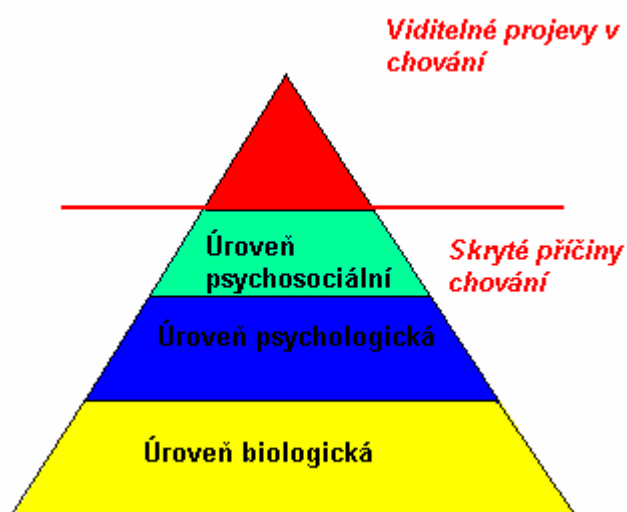 Viditelné projevy v
chování
Úroveň
psychosociální
Skryté příčiny
chování
Úroveň psychologická
Úroveň biologická